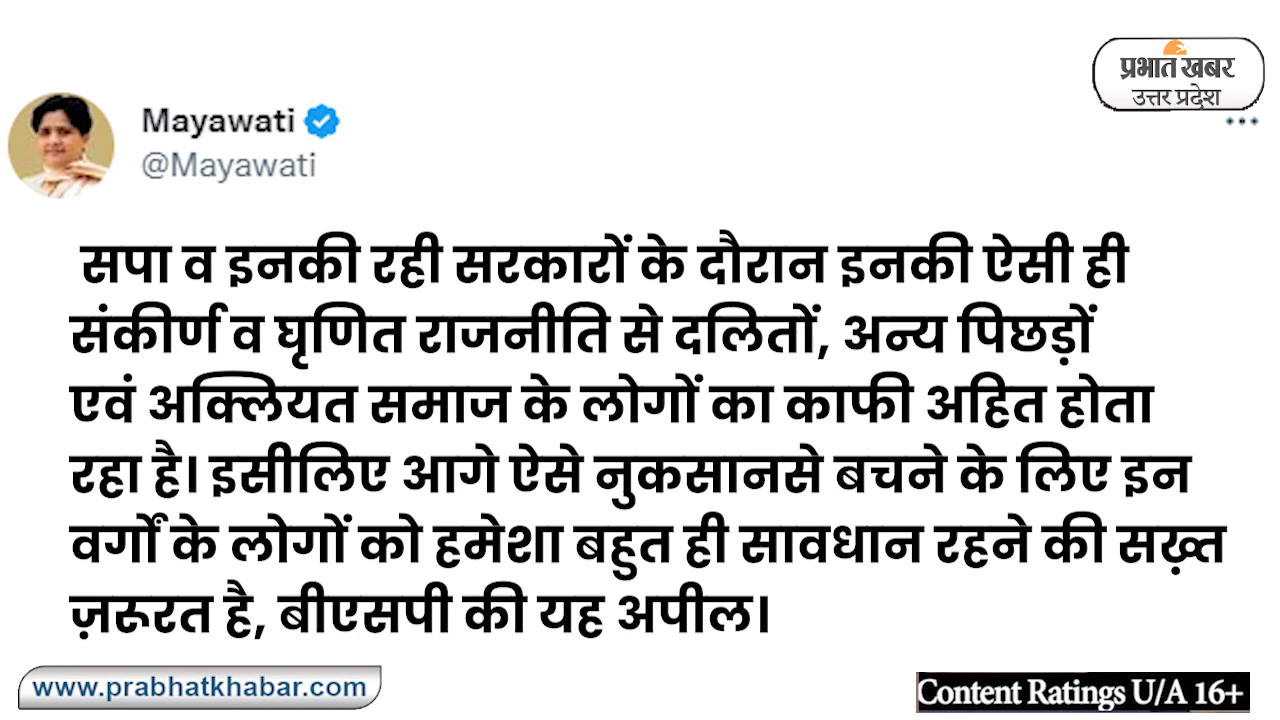 प्रभात खबर
उत्तर प्रदेश
Mayawati
@Mayawati
सपा व इनकी रही सरकारों के दौरान इनकी ऐसी ही
संकीर्ण व घृणित राजनीति से दलितों, अन्य पिछड़ों
एवं अक्लियत समाज के लोगों का काफी अहित होता
रहा है। इसीलिए आगे ऐसे नुकसानसे बचने के लिए इन
वर्गों के लोगों को हमेशा बहुत ही सावधान रहने की सख़्त
ज़रूरत है, बीएसपी की यह अपील।
www.prabhatkhabar.com
Content Ratings U/A 16+